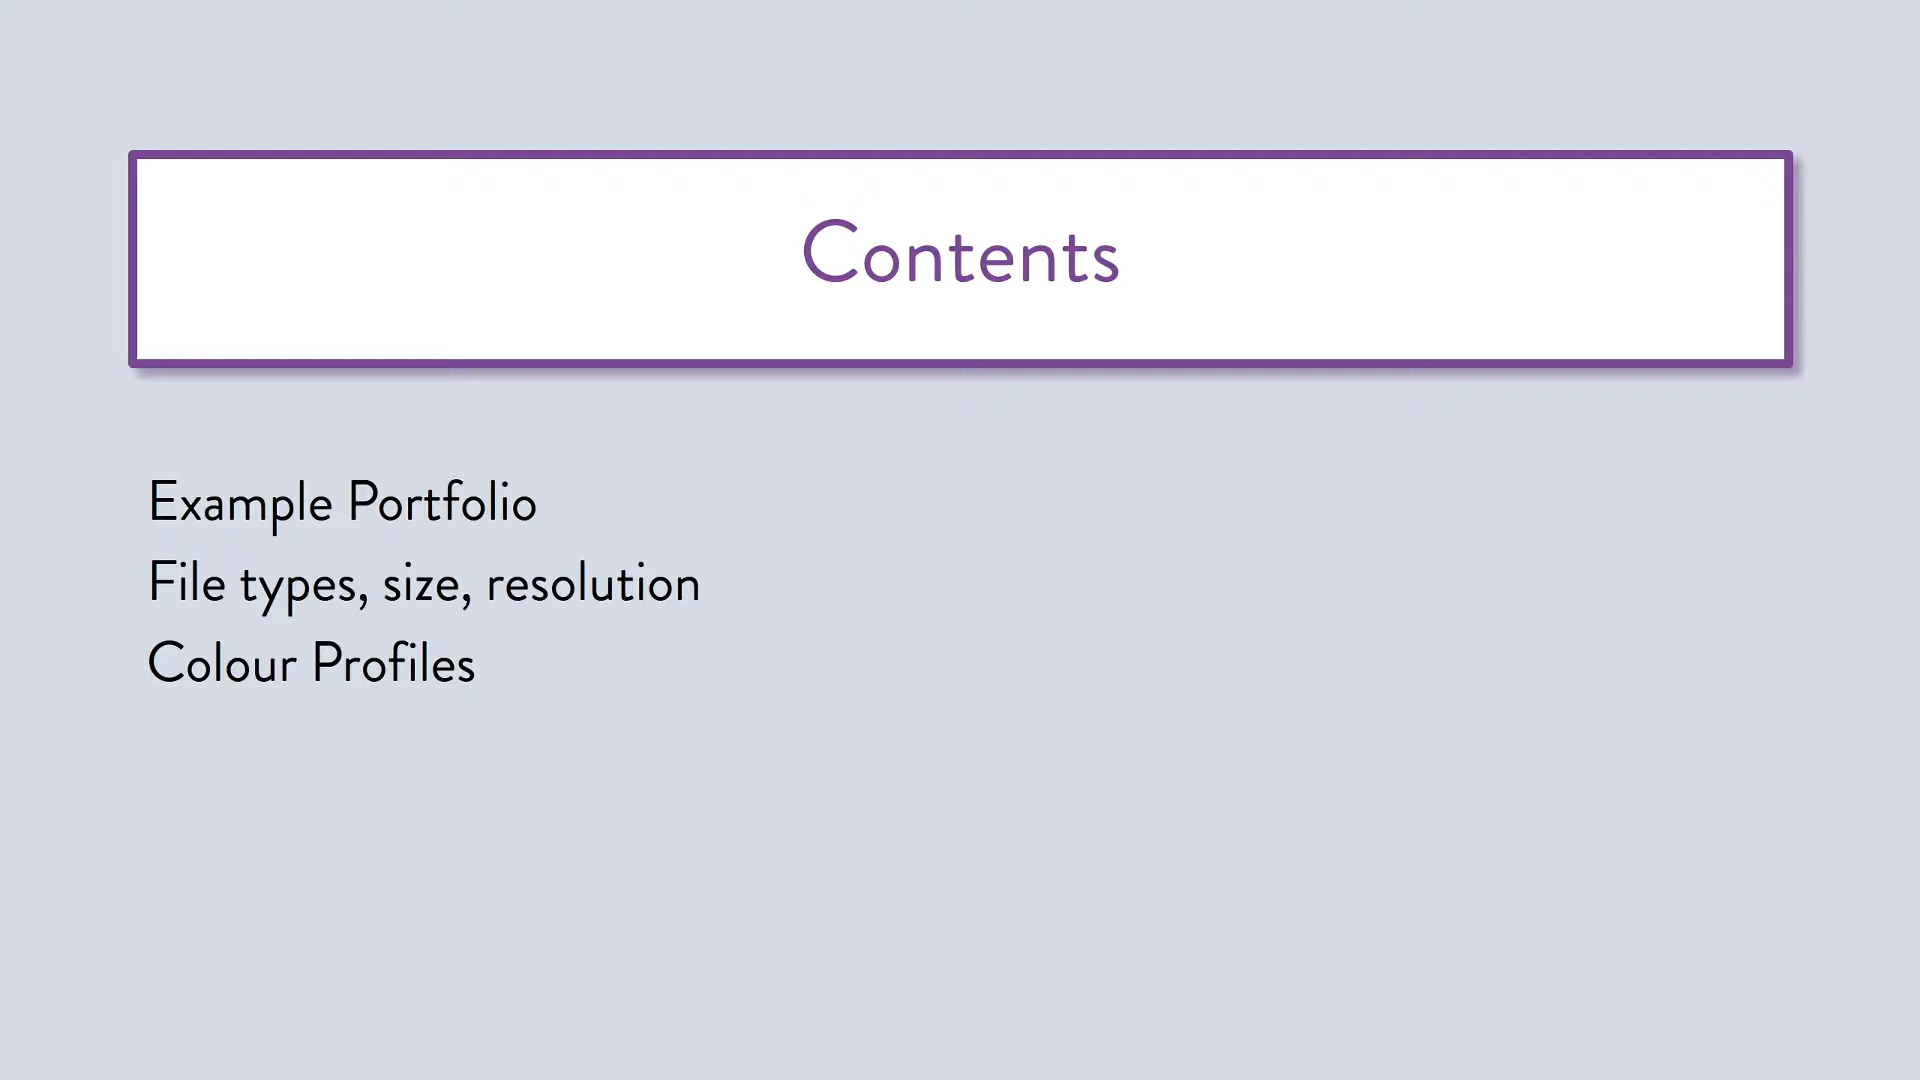 Contents
Example Portfolio
File types, size, resolution
Colour Profiles